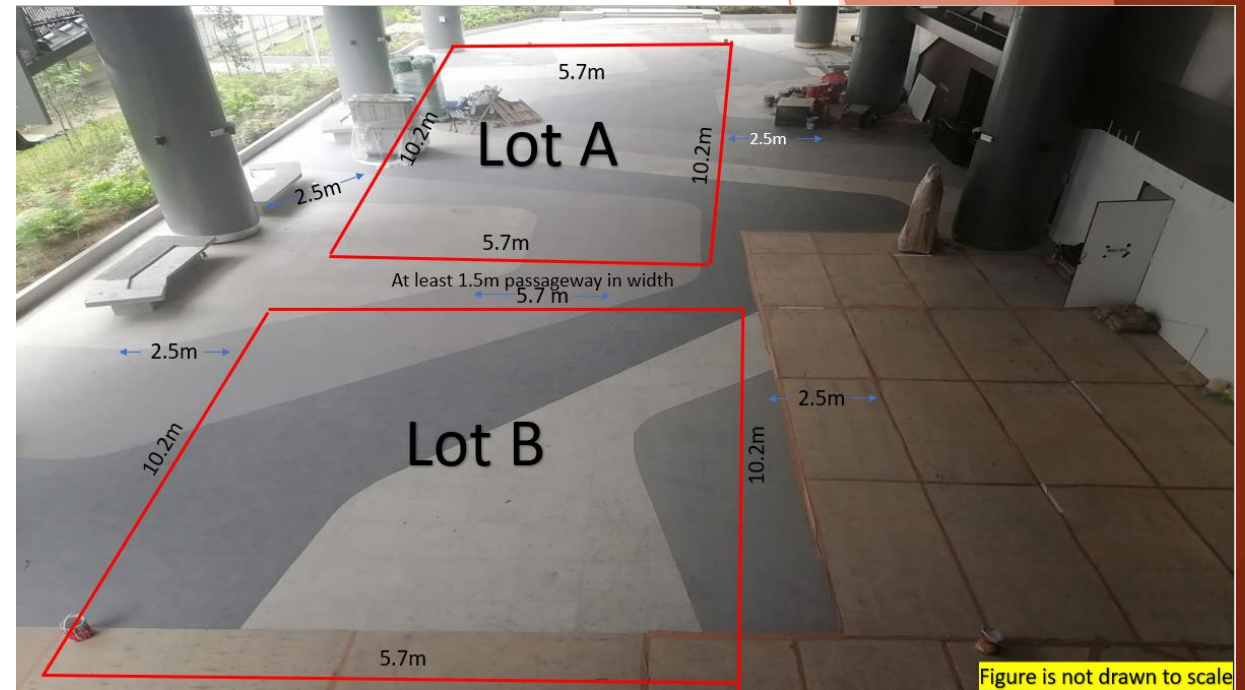 5.7m
Lot A
10.2m
10.2m
2.5m
2.5m
5.7m
At least 1.5m passageway in width
5.7 m
2.5m
2.5m
Lot B
10.2m
10.2m
5.7m
Figure is not drawn to scale